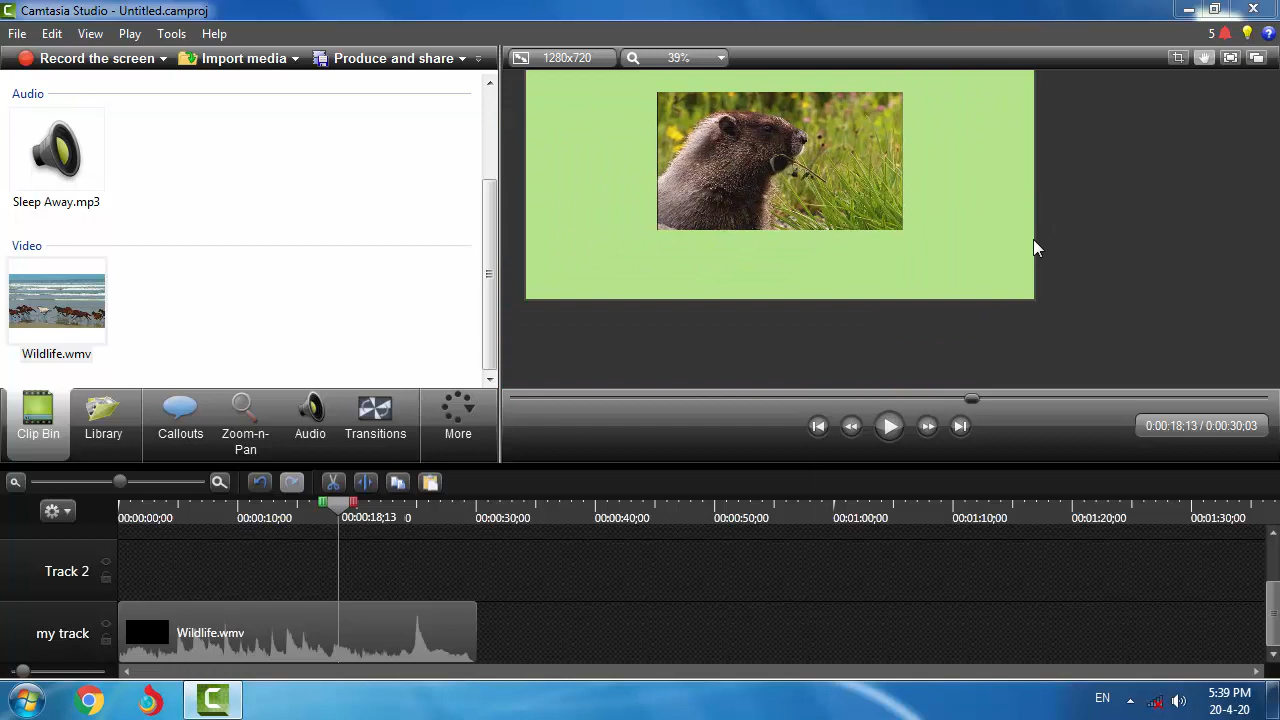 Camtasia Studio - Untitled.camproj
File Edit View Play Tools Help
5
Record the screen Import media Produce and share
1280x720 39%
Audio
Sleep Away.mp3
Video
Wildlife.wmv
Clip Bin Library Callouts Zoom-n-Pan Audio Transitions More
0:00:18;13 / 0:00:30;03
00:00:00;00 00:00:10;00 00:00:18;13 0 00:00:30;00 00:00:40;00 00:00:50;00 00:01:00;00 00:01:10;00 00:01:20;00 00:01:30;00
Track 2
my track
Wildlife.wmv
EN
5:39 PM
20-4-20